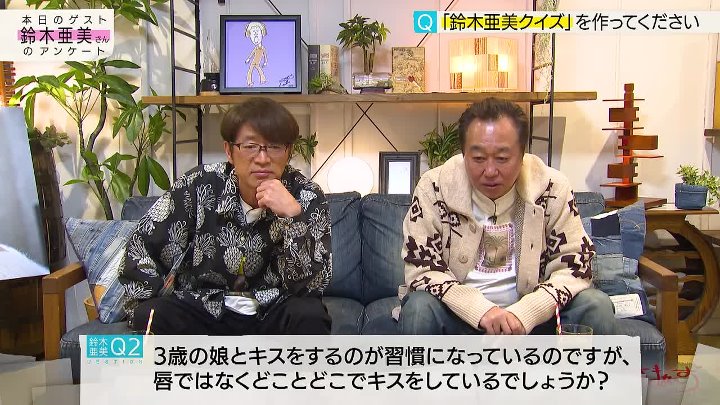 本日のゲスト
鈴木亜美さん
のアンケート
Q「鈴木亜美クイズ」を作ってください
鈴木
亜美 Q2
3歳の娘とキスをするのが習慣になっているのですが、
唇ではなくどことどこでキスをしているでしょうか?